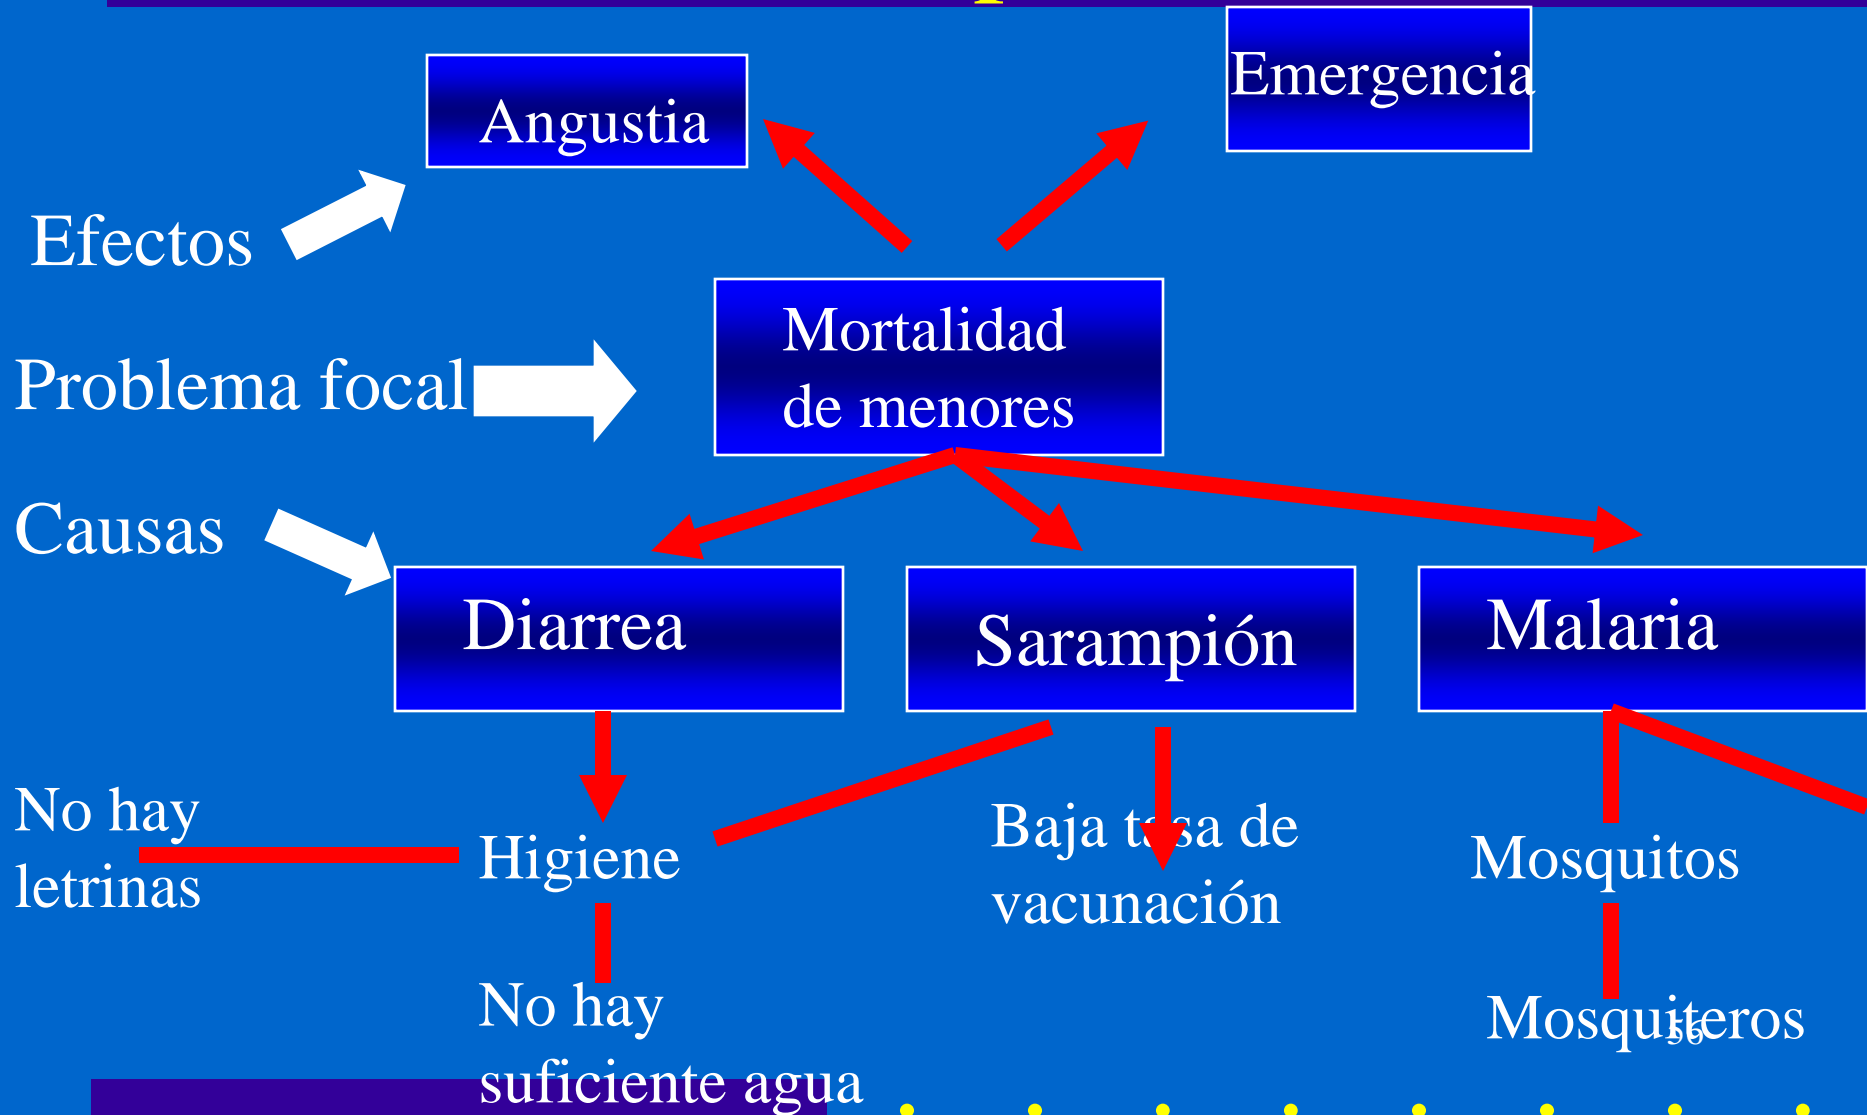 Emergencia
Angustia
Efectos
Mortalidad
de menores
Problema focal
Causas
Diarrea
Sarampión
Malaria
No hay
letrinas
Higiene
Baja tasa de
vacunación
Mosquitos
No hay
suficiente agua
Mosquiteros
56